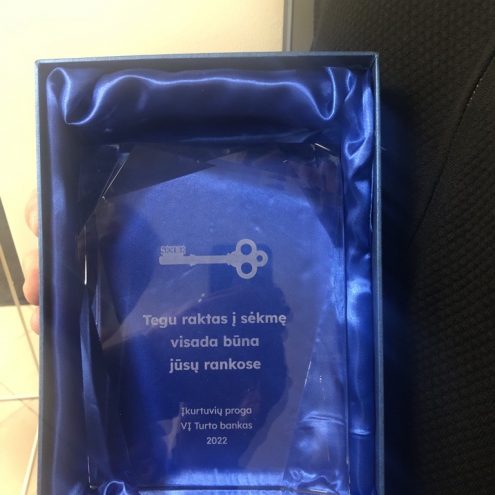 Tegu raktas į sėkmę
visada būna
jūsų rankose
Įkurtuvių proga
VĮ Turto bankas
2022